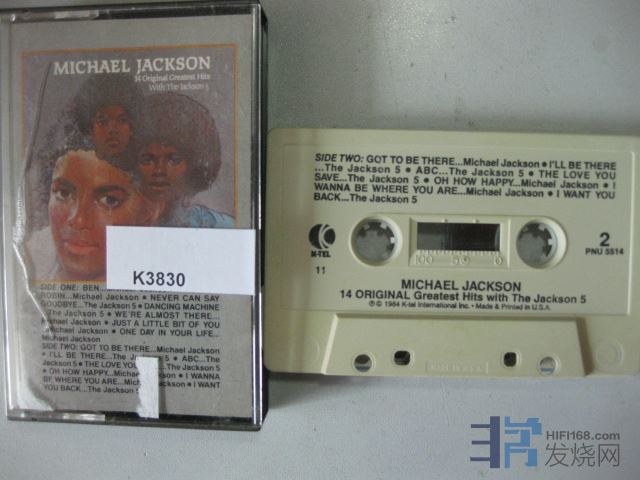 MICHAEL JACKSON
14 Original Greatest Hits
With The Jackson 5
K3830
SIDE ONE: BEN...Michael
ROBIN...Michael Jackson • NEVER CAN SAY
GOODBYE...The Jackson 5 • DANCING MACHINE
...The Jackson 5 • WE'RE ALMOST THERE...
Michael Jackson • JUST A LITTLE BIT OF YOU
...Michael Jackson • ONE DAY IN YOUR LIFE...
Michael Jackson
SIDE TWO: GOT TO BE THERE...Michael Jackson
• I'LL BE THERE...The Jackson 5 • ABC...The
Jackson 5 • THE LOVE YOU The Jackson 5
• OH HOW HAPPY...Michael Jackson • I WANNA
BE WHERE YOU ARE...Michael Jackson • I WANT
YOU BACK...The Jackson 5
SIDE TWO: GOT TO BE THERE...Michael Jackson • I'LL BE THERE
...The Jackson 5 • ABC...The Jackson 5 • THE LOVE YOU
SAVE...The Jackson 5 • OH HOW HAPPY...Michael Jackson • I
WANNA BE WHERE YOU ARE...Michael Jackson • I WANT YOU
BACK...The Jackson 5
K
K-TEL
11
100 50 0
2
PNU 5514
MICHAEL JACKSON
14 ORIGINAL Greatest Hits with The Jackson 5
℗ © 1984 K-tel International Inc. • Made & Printed in U.S.A.
HIFI168.com
发烧网